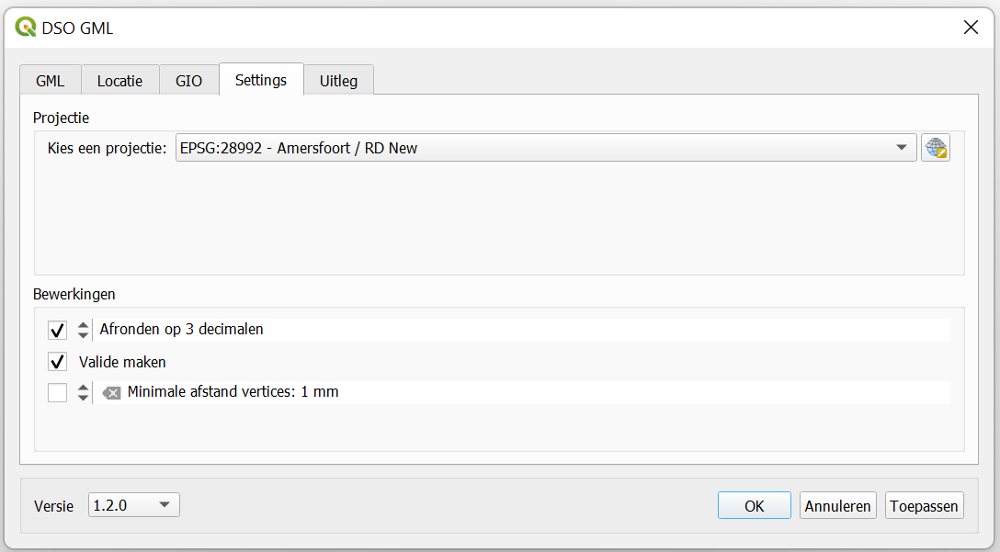 DSO GML
GML Locatie GIO Settings Uitleg
Projectie
Kies een projectie: EPSG:28992 - Amersfoort / RD New
Bewerkingen
Afronden op 3 decimalen
Valide maken
Minimale afstand vertices: 1 mm
Versie 1.2.0 OK Annuleren Toepassen